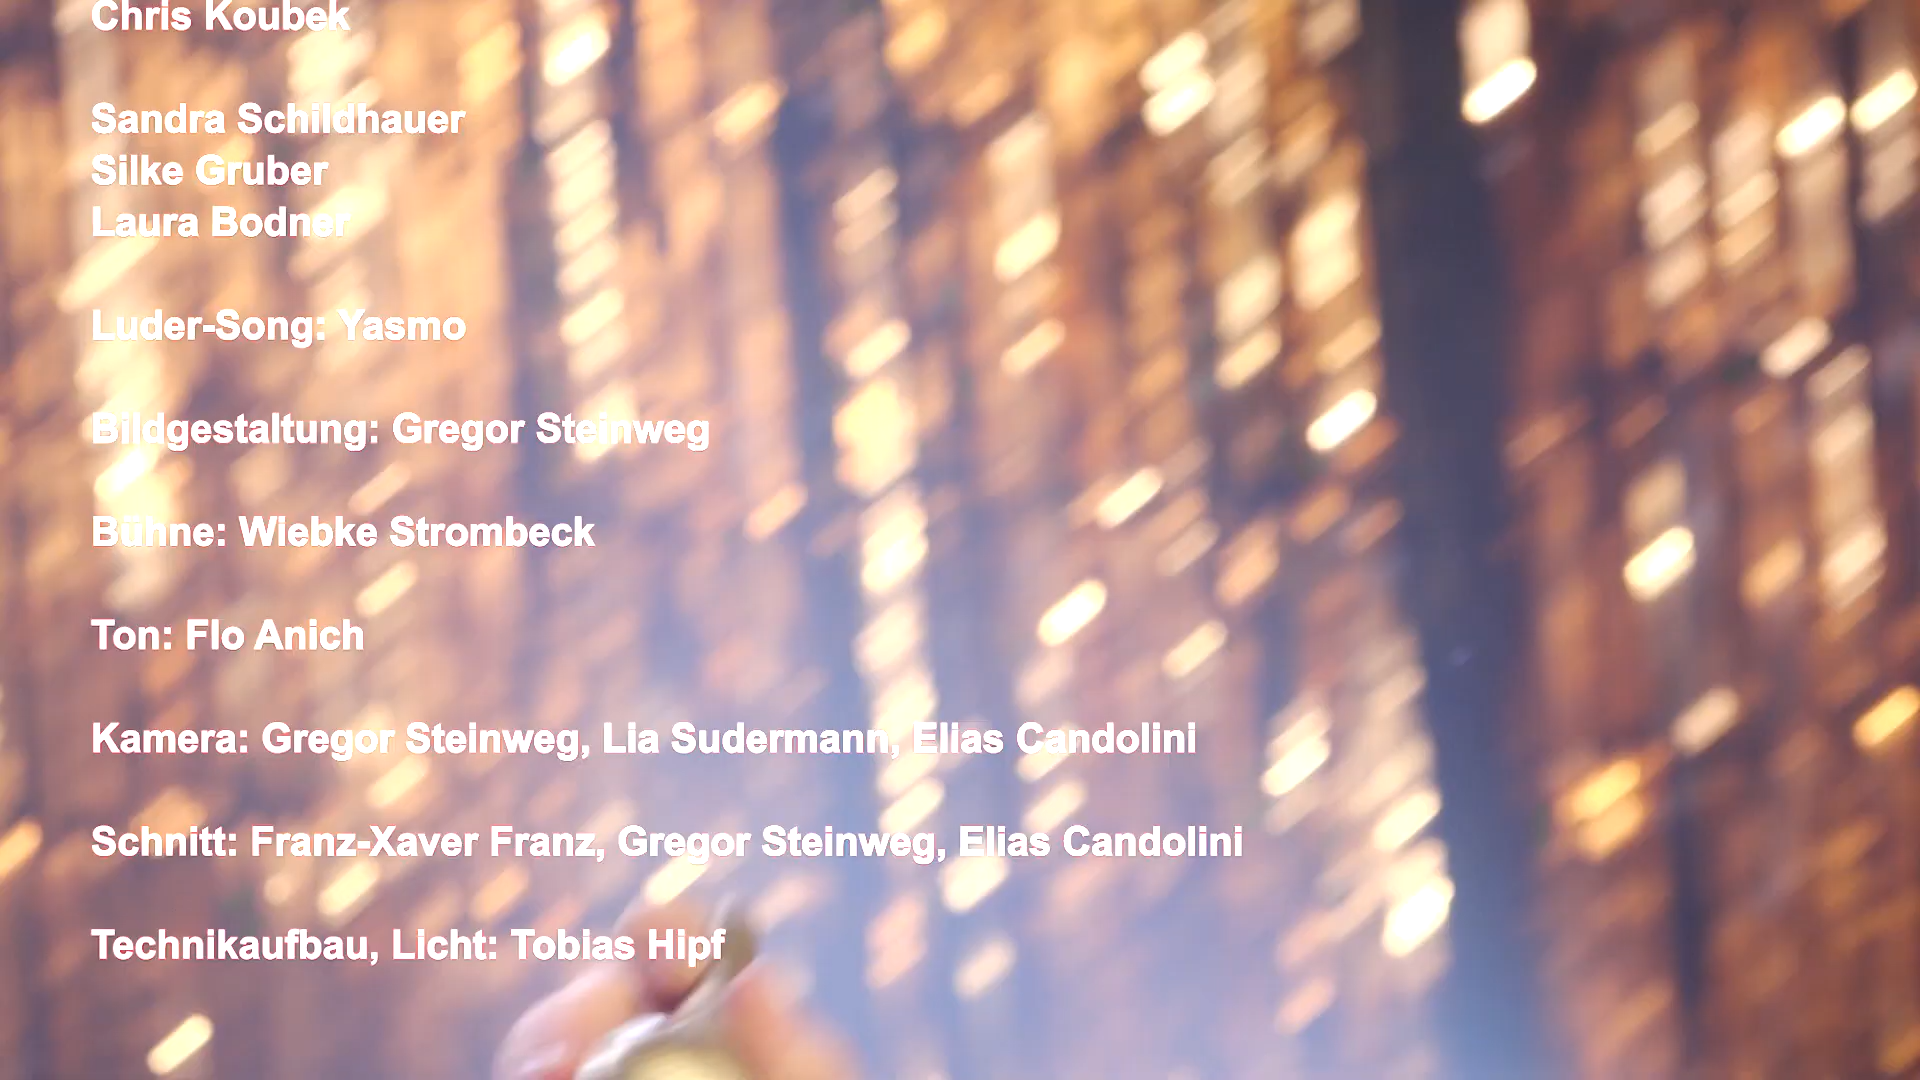 Chris Koubek
Sandra Schildhauer
Silke Gruber
Laura Bodner
Luder-Song: Yasmo
Bildgestaltung: Gregor Steinweg
Bühne: Wiebke Strombeck
Ton: Flo Anich
Kamera: Gregor Steinweg, Lia Sudermann, Elias Candolini
Schnitt: Franz-Xaver Franz, Gregor Steinweg, Elias Candolini
Technikaufbau, Licht: Tobias Hipf